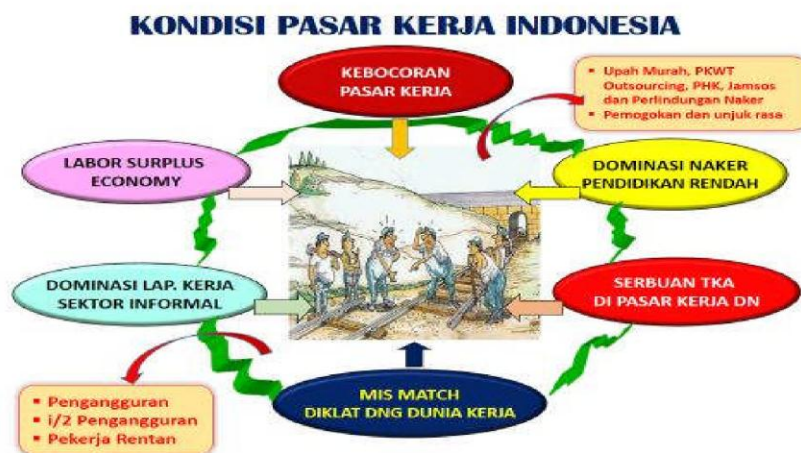 KONDISI PASAR KERJA INDONESIA
KEBOCORAN
PASAR KERJA
▪ Upah Murah, PKWT
Outsourcing, PHK, Jamsos
dan Perlindungan Naker
▪ Pemogokan dan unjuk rasa
LABOR SURPLUS
ECONOMY
DOMINASI NAKER
PENDIDIKAN RENDAH
DOMINASI LAP. KERJA
SEKTOR INFORMAL
SERBUAN TKA
DI PASAR KERJA DN
MIS MATCH
DIKLAT DNG DUNIA KERJA
▪ Pengangguran
▪ i/2 Pengangguran
▪ Pekerja Rentan